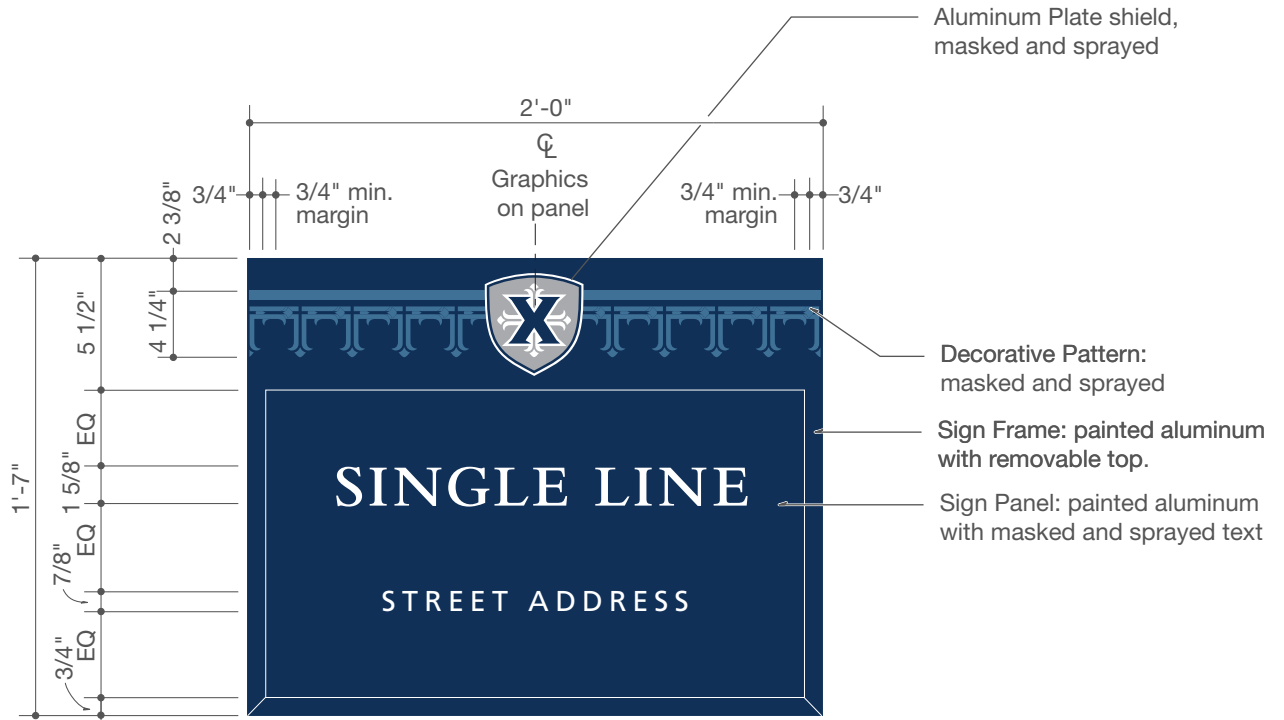 Aluminum Plate shield,
masked and sprayed
2'-0"
℄
Graphics
on panel
3/4"
3/4" min.
margin
3/4" min.
margin
3/4"
2 3/8"
4 1/4"
5 1/2"
EQ
1 5/8"
EQ
7/8"
EQ
3/4"
1'-7"
X
SINGLE LINE
STREET ADDRESS
Decorative Pattern:
masked and sprayed
Sign Frame: painted aluminum
with removable top.
Sign Panel: painted aluminum
with masked and sprayed text